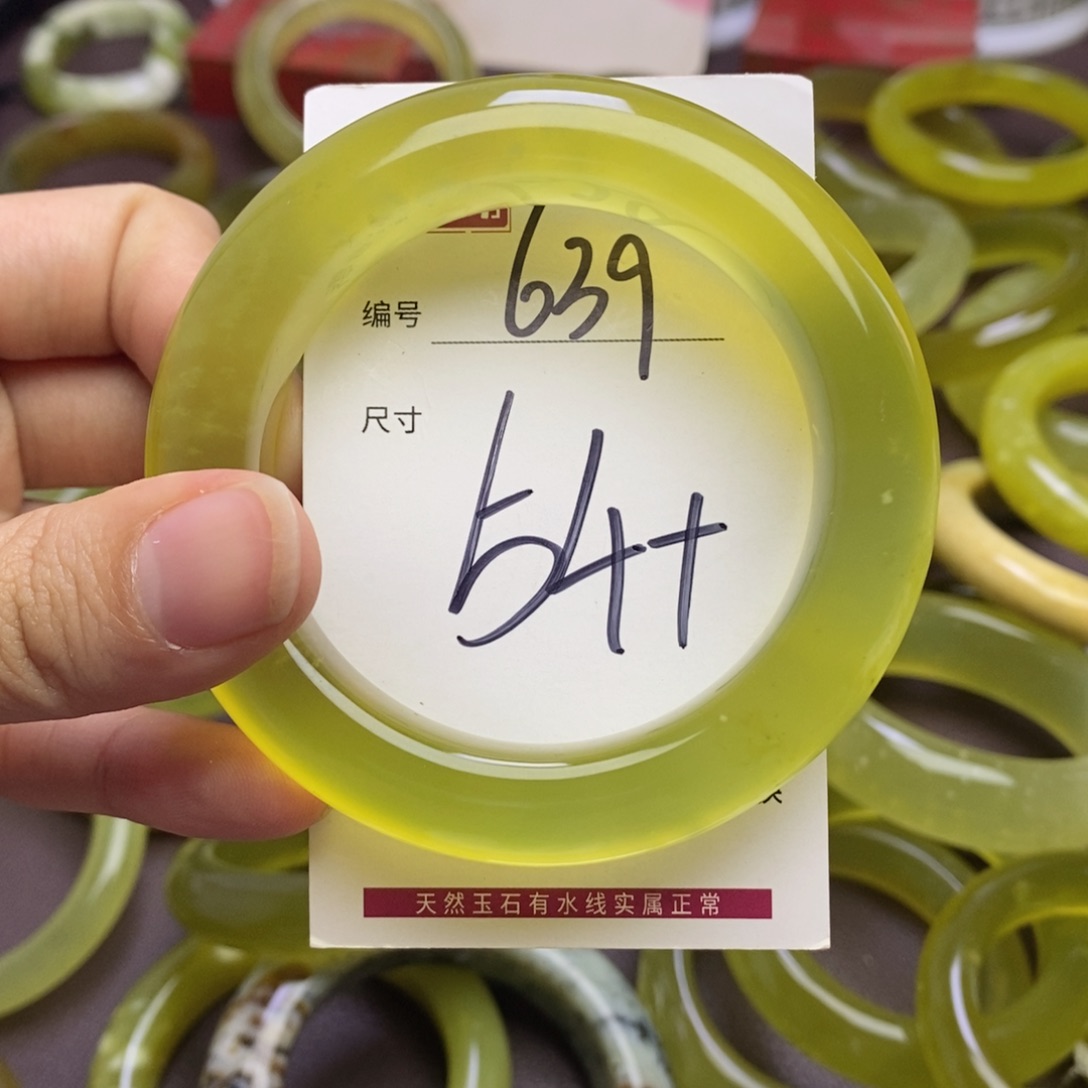 编号 639
尺寸 54+
天然玉石有水线实属正常